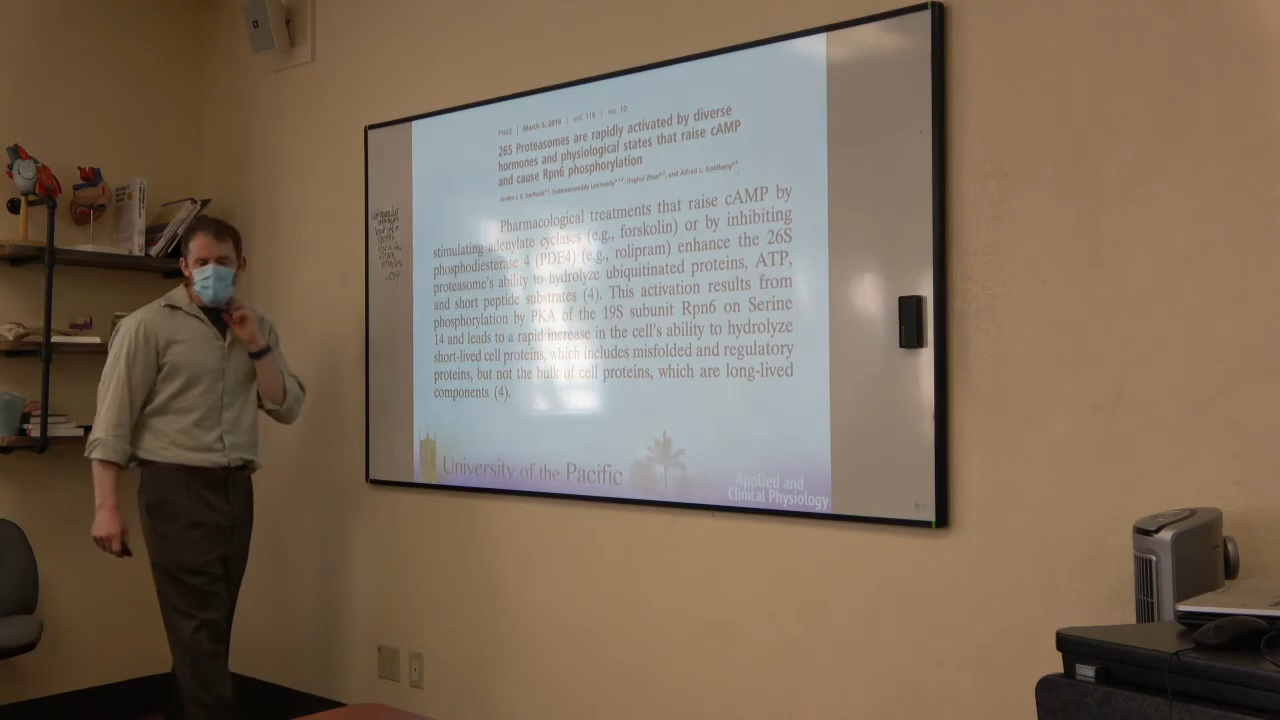 PNAS | March 5, 2019 | vol. 116 | no. 10
26S Proteasomes are rapidly activated by diverse
hormones and physiological states that raise cAMP
and cause Rpn6 phosphorylation
and Alfred L. Goldberg
Pharmacological treatments that raise cAMP by
stimulating adenylate cyclases (e.g., forskolin) or by inhibiting
phosphodiesterase 4 (PDE4) (e.g., rolipram) enhance the 26S
proteasome's ability to hydrolyze ubiquitinated proteins, ATP,
and short peptide substrates (4). This activation results from
phosphorylation by PKA of the 19S subunit Rpn6 on Serine
14 and leads to a rapid increase in the cell's ability to hydrolyze
short-lived cell proteins, which includes misfolded and regulatory
proteins, but not the bulk of cell proteins, which are long-lived
components (4).
University of the Pacific
Applied and
Clinical Physiology